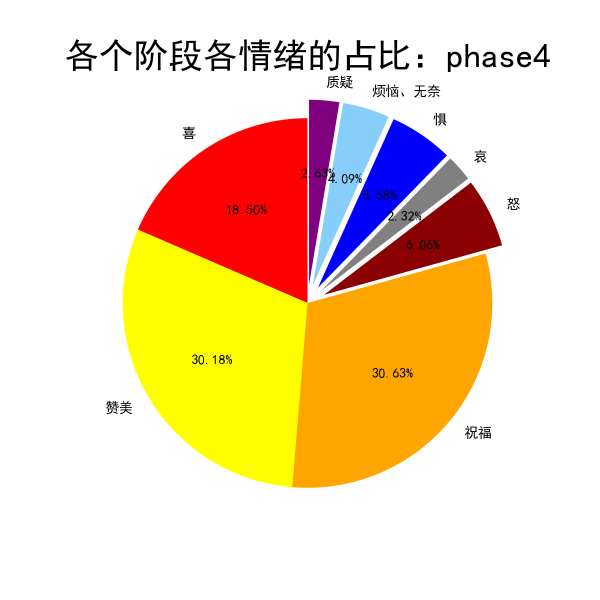 各个阶段各情绪的占比：phase4
质疑
烦恼、无奈
惧
哀
怒
喜
赞美
祝福
2.63%
4.09%
5.58%
2.32%
6.06%
18.50%
30.18%
30.63%